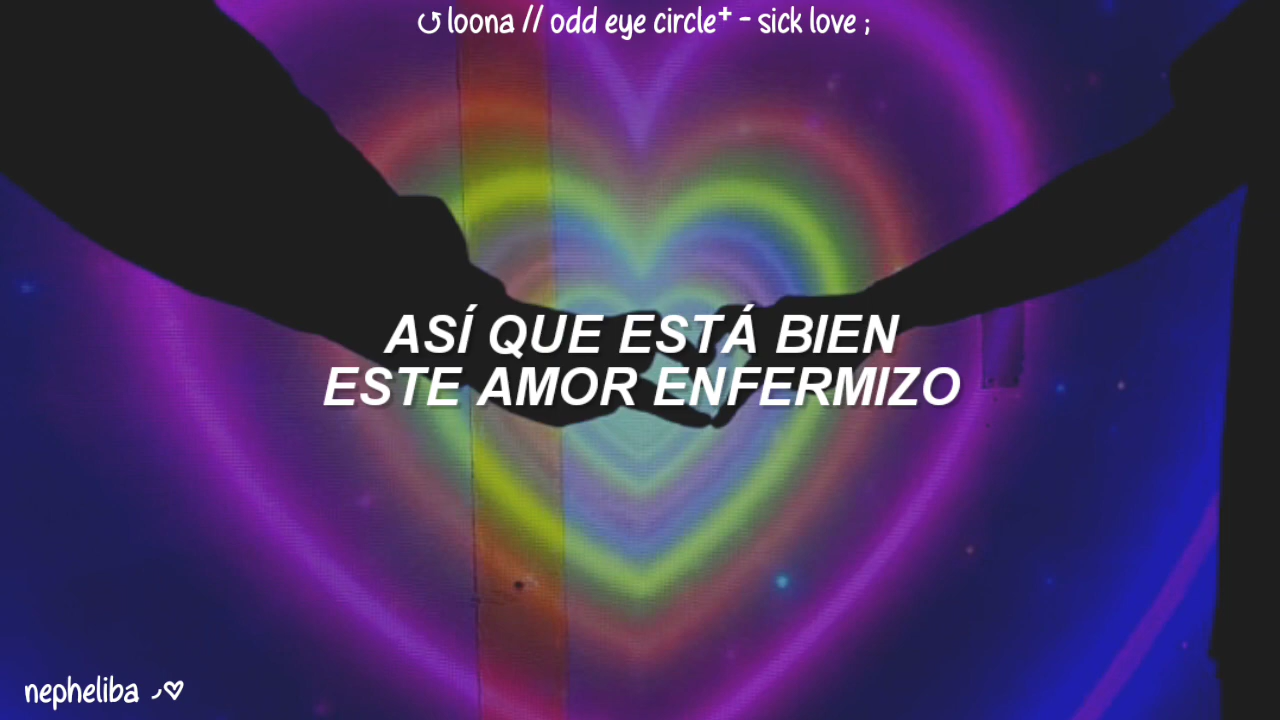 ↺ loona // odd eye circle⁺ - sick love ;
ASÍ QUE ESTÁ BIEN
ESTE AMOR ENFERMIZO
nepheliba ◞♡